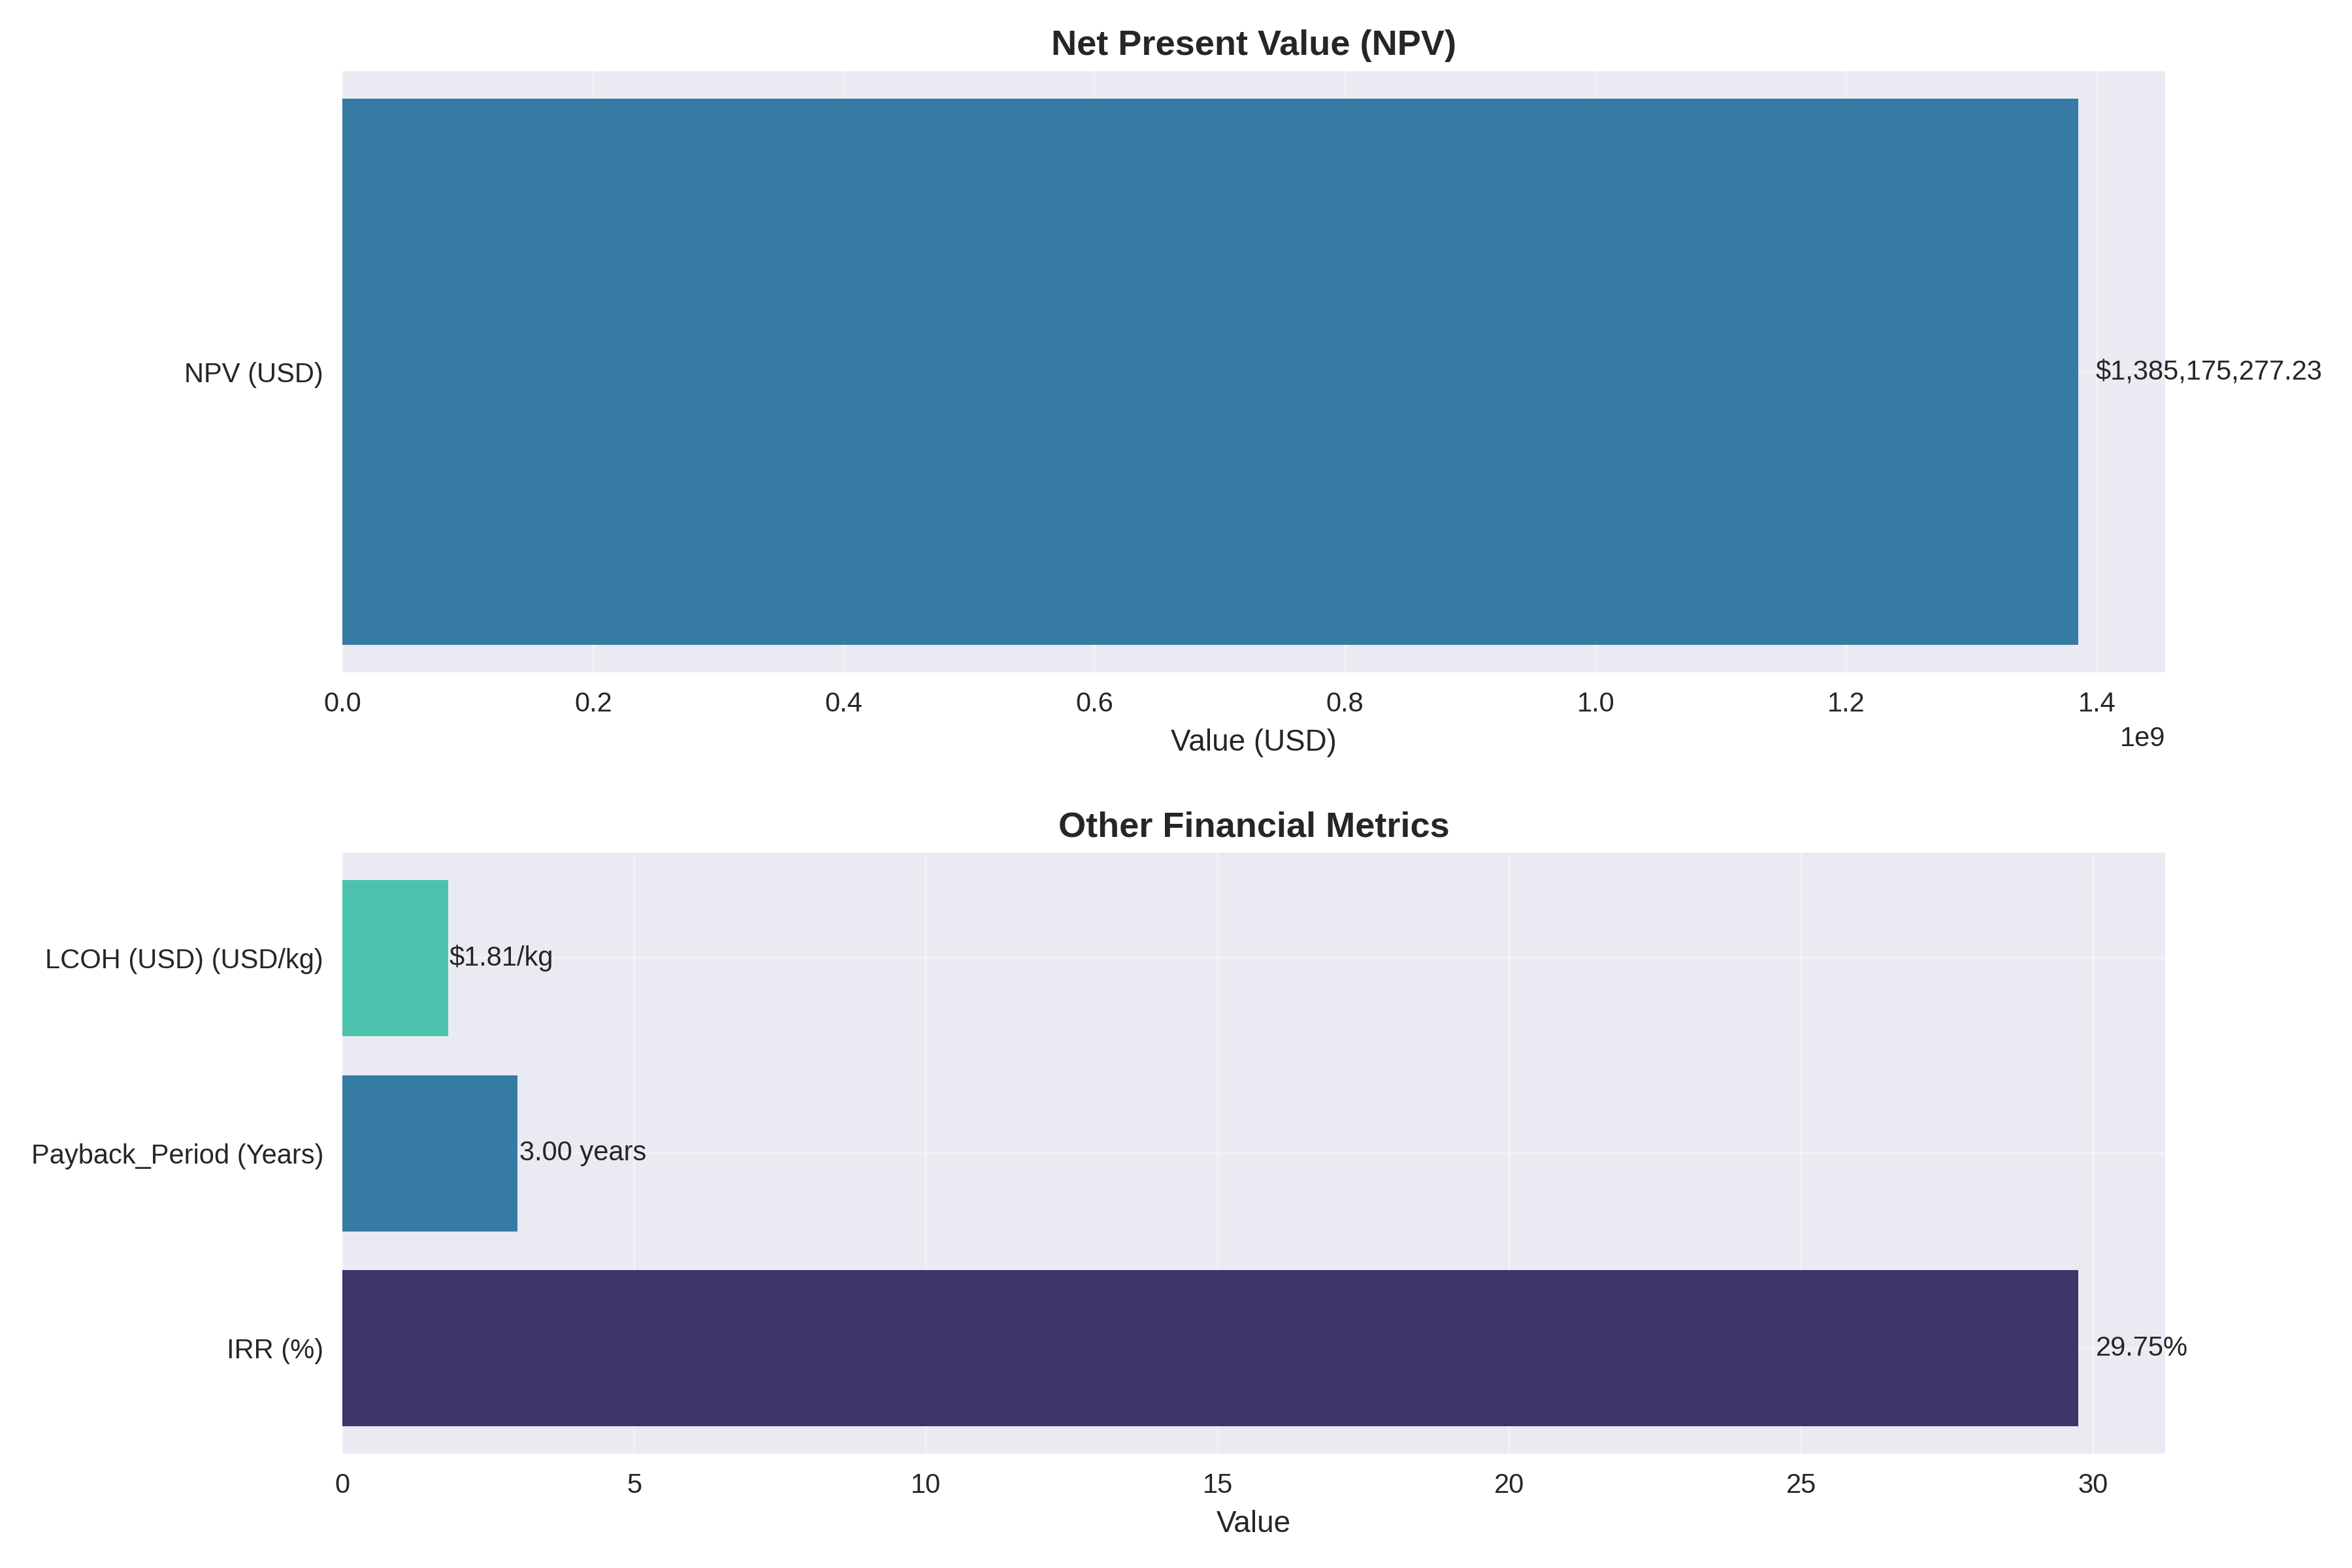 Net Present Value (NPV)
NPV (USD)
$1,385,175,277.23
0.0 0.2 0.4 0.6 0.8 1.0 1.2 1.4
Value (USD)
1e9
Other Financial Metrics
LCOH (USD) (USD/kg)
$1.81/kg
Payback_Period (Years)
3.00 years
IRR (%)
29.75%
0 5 10 15 20 25 30
Value